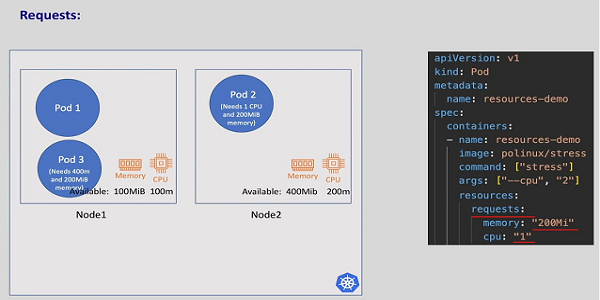 Requests:
Pod 1
Pod 3
(Needs 400m
and 200MiB
memory)
Memory
CPU
Available: 100MiB 100m
Node1
Pod 2
(Needs 1 CPU
and 200MiB
memory)
Memory
CPU
Available: 400Mib 200m
Node2
apiVersion: v1
kind: Pod
metadata:
name: resources-demo
spec:
containers:
- name: resources-demo
image: polinux/stress
command: ["stress"]
args: ["--cpu", "2"]
resources:
requests:
memory: "200Mi"
cpu: "1"